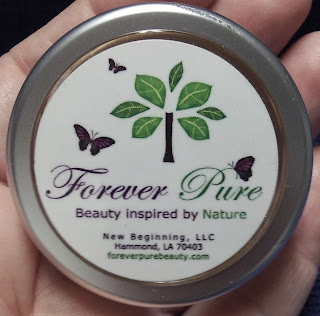 Forever Pure
Beauty inspired by Nature
New Beginning, LLC
Hammond, LA 70403
foreverpurebeauty.com